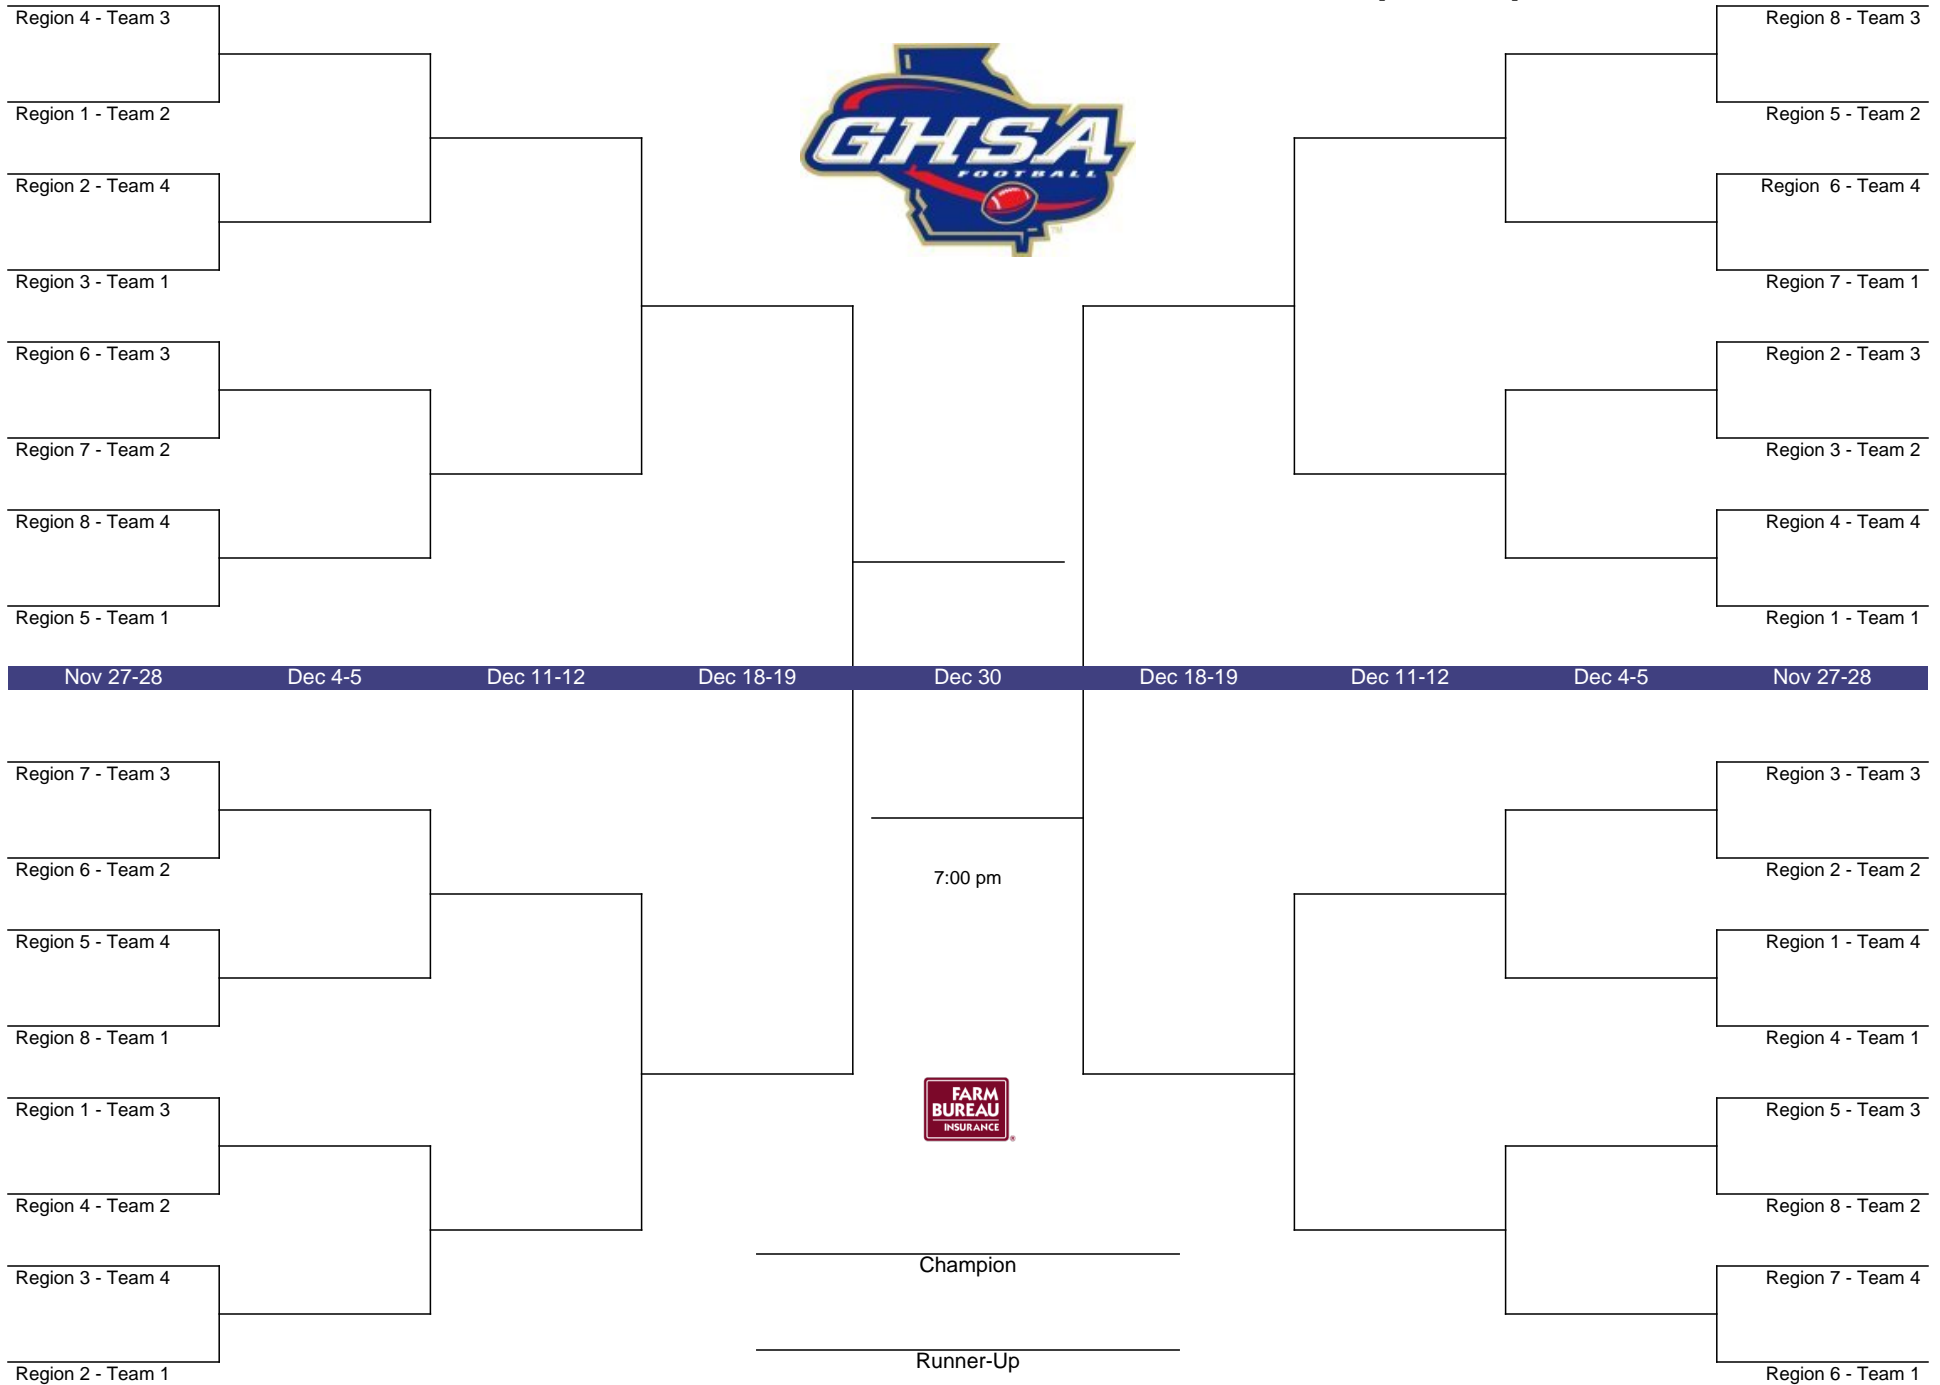 Region 4 - Team 3
Region 8 - Team 3
Region 1 - Team 2
Region 5 - Team 2
GHSA
FOOTBALL
TM
Region 2 - Team 4
Region  6 - Team 4
Region 3 - Team 1
Region 7 - Team 1
Region 6 - Team 3
Region 2 - Team 3
Region 7 - Team 2
Region 3 - Team 2
Region 8 - Team 4
Region 4 - Team 4
Region 5 - Team 1
Region 1 - Team 1
Nov 27-28 Dec 4-5 Dec 11-12 Dec 18-19 Dec 30 Dec 18-19 Dec 11-12 Dec 4-5 Nov 27-28
Region 7 - Team 3
Region 3 - Team 3
Region 6 - Team 2
7:00 pm
Region 2 - Team 2
Region 5 - Team 4
Region 1 - Team 4
Region 8 - Team 1
Region 4 - Team 1
FARM
BUREAU
INSURANCE
®
Region 1 - Team 3
Region 5 - Team 3
Region 4 - Team 2
Region 8 - Team 2
Champion
Region 3 - Team 4
Region 7 - Team 4
Runner-Up
Region 2 - Team 1
Region 6 - Team 1